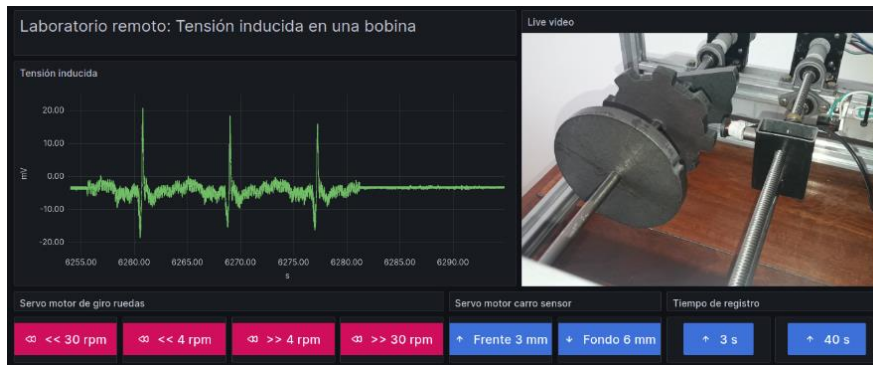 Laboratorio remoto: Tensión inducida en una bobina
Live video
Tensión inducida
20.00
10.00
0.00
-10.00
-20.00
mV
6255.00 6260.00 6265.00 6270.00 6275.00 6280.00 6285.00 6290.00
s
Servo motor de giro ruedas
Servo motor carro sensor
Tiempo de registro
<< 30 rpm
<< 4 rpm
>> 4 rpm
>> 30 rpm
Frente 3 mm
Fondo 6 mm
3 s
40 s